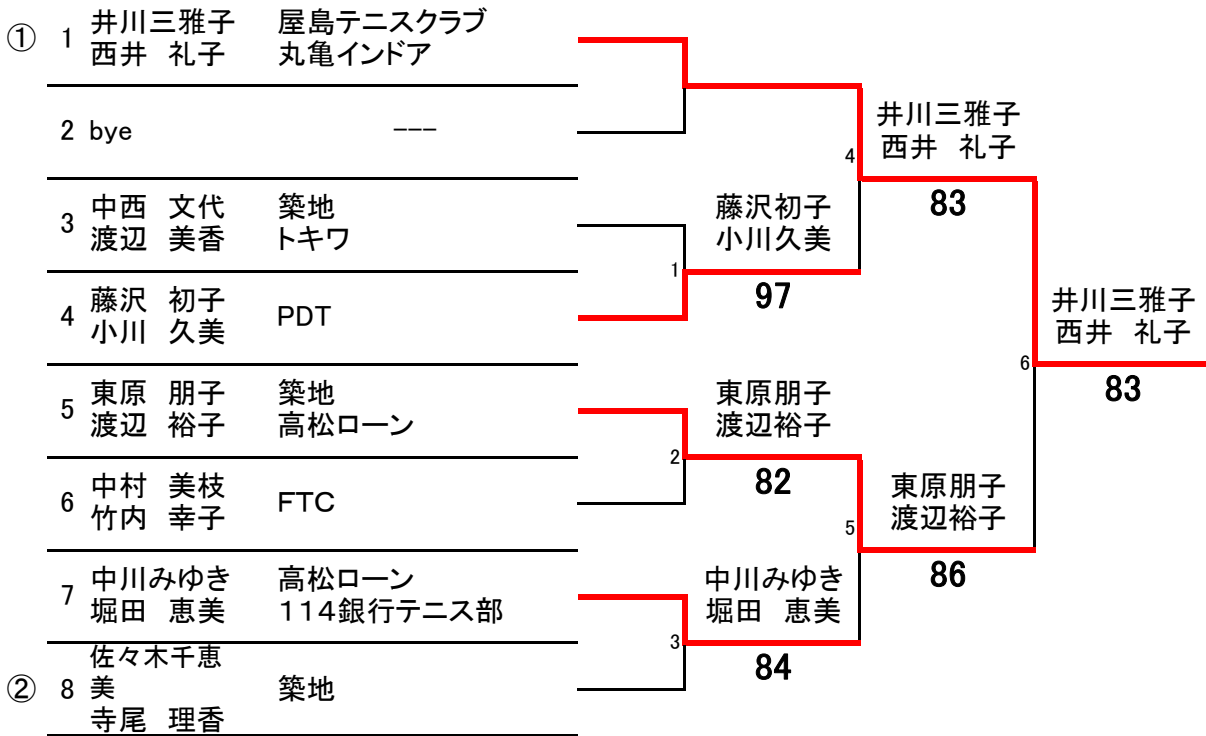 ① 1 井川三雅子 屋島テニスクラブ
西井 礼子 丸亀インドア
2 bye ---
3 中西 文代 築地
渡辺 美香 トキワ
4 藤沢 初子 PDT
小川 久美
5 東原 朋子 築地
渡辺 裕子 高松ローン
6 中村 美枝 FTC
竹内 幸子
7 中川みゆき 高松ローン
堀田 恵美 114銀行テニス部
② 8 佐々木千恵
美 築地
寺尾 理香
1
藤沢初子
小川久美
97
2
東原朋子
渡辺裕子
82
3
中川みゆき
堀田 恵美
84
4
井川三雅子
西井 礼子
83
5
東原朋子
渡辺裕子
86
6
井川三雅子
西井 礼子
83